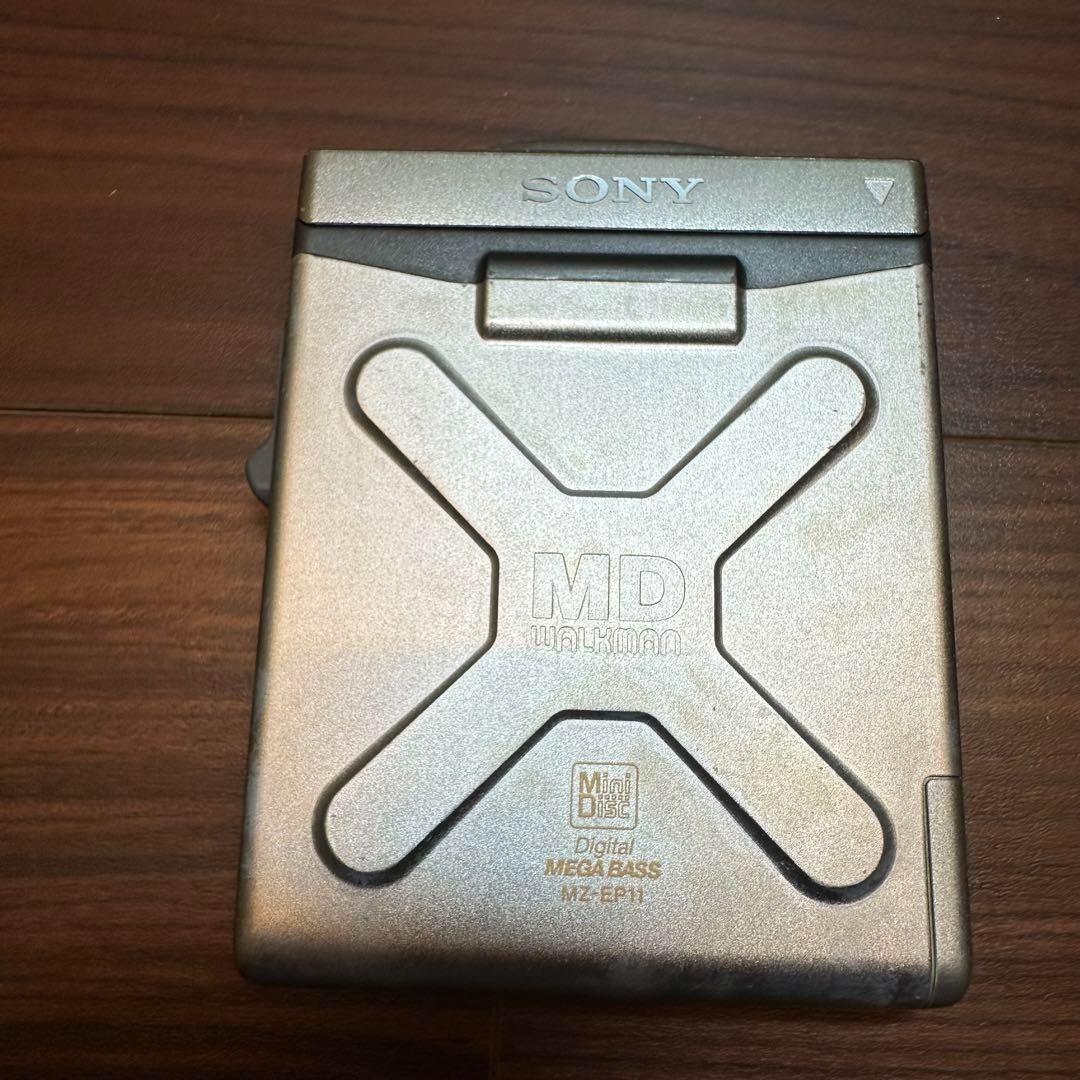 SONY
MD
WALKMAN
Mini
Disc
Digital
MEGA BASS
MZ-EP11